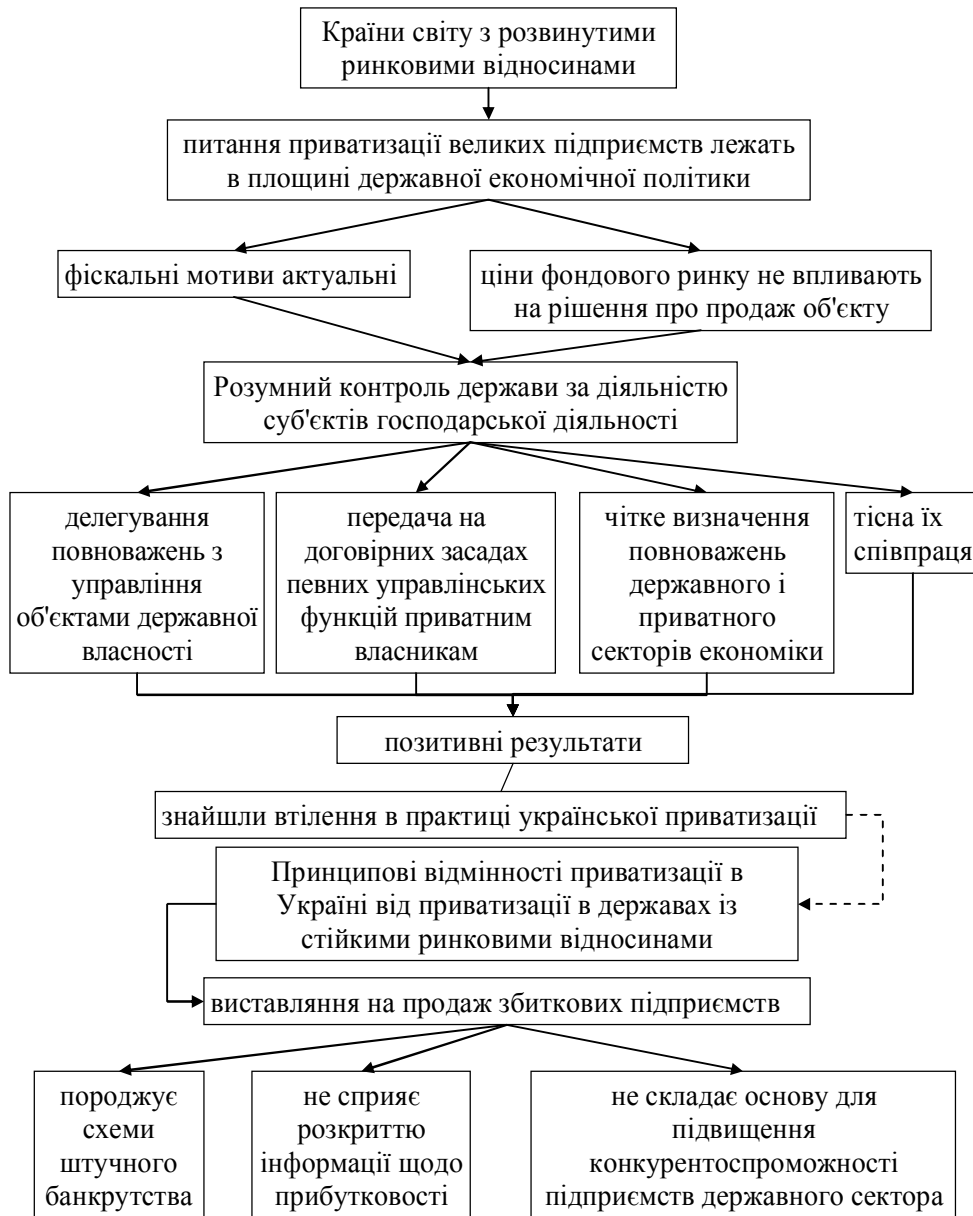 Країни світу з розвинутими
ринковими відносинами
питання приватизації великих підприємств лежать
в площині державної економічної політики
фіскальні мотиви актуальні
ціни фондового ринку не впливають
на рішення про продаж об'єкту
Розумний контроль держави за діяльністю
суб'єктів господарської діяльності
делегування
повноважень з
управління
об'єктами державної
власності
передача на
договірних засадах
певних управлінських
функцій приватним
власникам
чітке визначення
повноважень
державного і
приватного
секторів економіки
тісна їх
співпраця
позитивні результати
знайшли втілення в практиці української приватизації
Принципові відмінності приватизації в
Україні від приватизації в державах із
стійкими ринковими відносинами
виставляння на продаж збиткових підприємств
породжує
схеми
штучного
банкрутства
не сприяє
розкриттю
інформації щодо
прибутковості
не складає основу для
підвищення
конкурентоспроможності
підприємств державного сектора